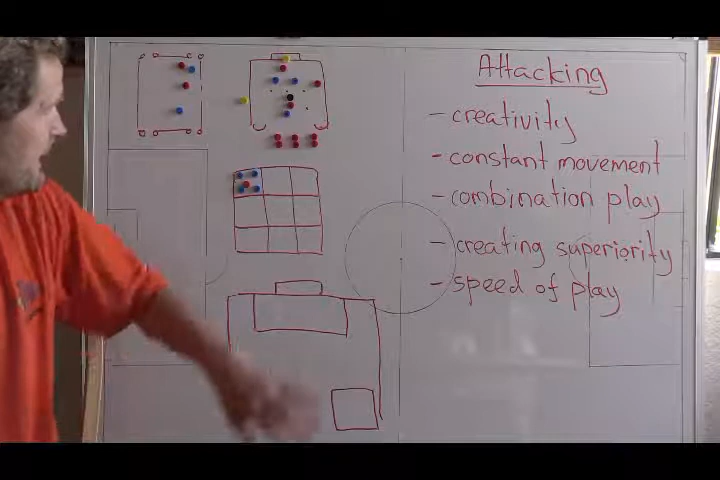 Attacking
- creativity
- constant movement
- combination play
- creating superiority
- speed of play